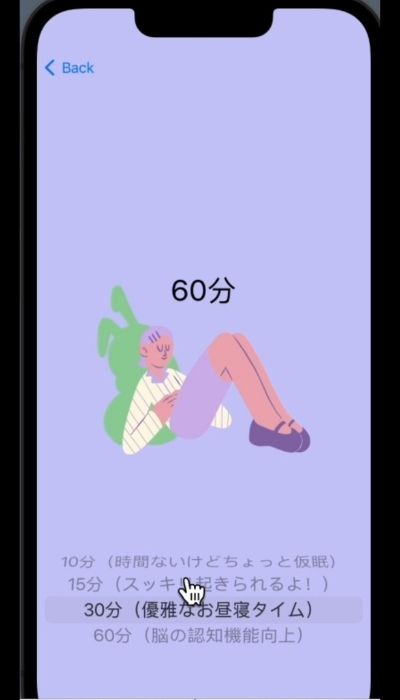 Back
60分
10分（時間ないけどちょっと仮眠）
15分（スッキリ起きられるよ！）
30分（優雅なお昼寝タイム）
60分（脳の認知機能向上）